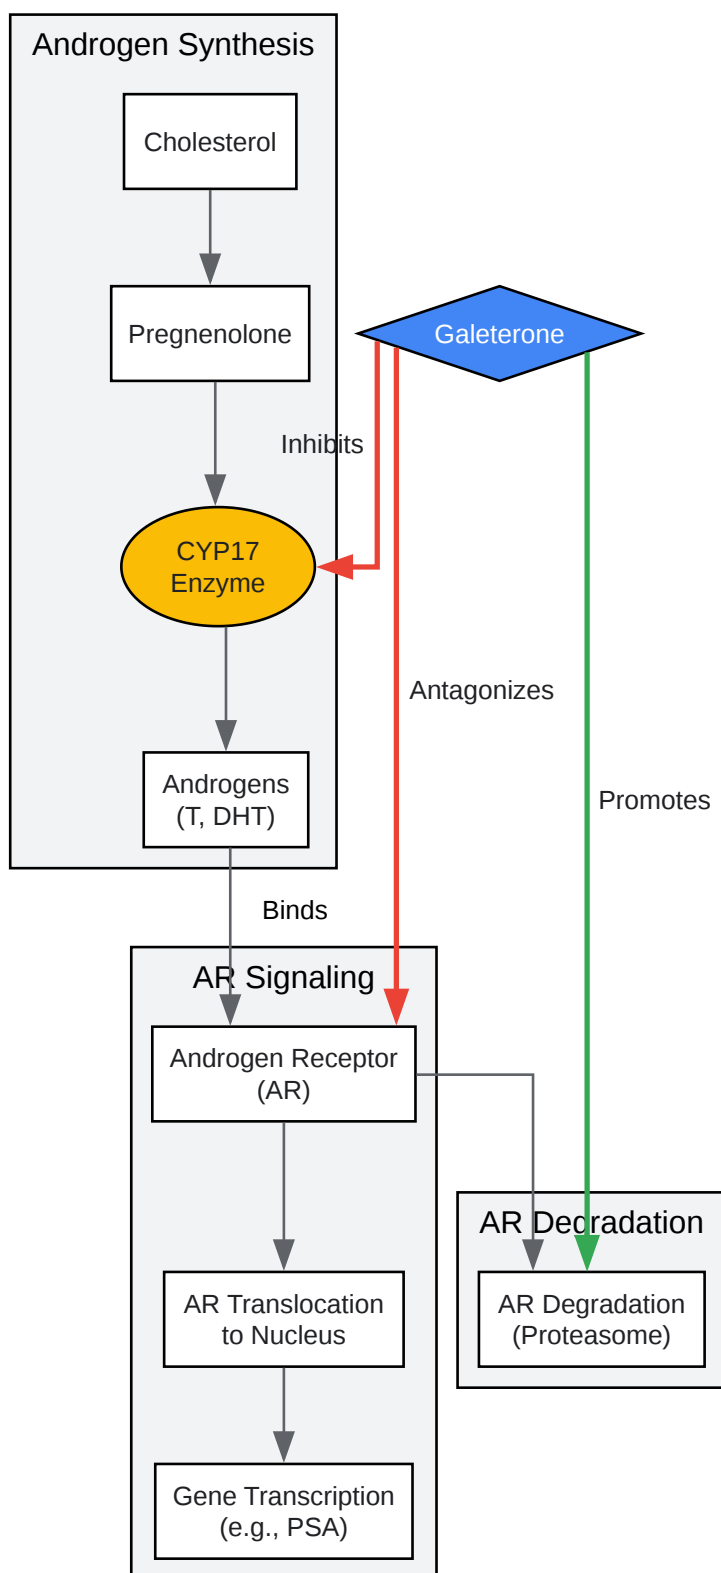 Androgen Synthesis
Cholesterol
Pregnenolone
Galeterone
Inhibits
CYP17
Enzyme
Antagonizes
Androgens
(T, DHT)
Promotes
Binds
AR Signaling
Androgen Receptor
(AR)
AR Degradation
AR Translocation
to Nucleus
AR Degradation
(Proteasome)
Gene Transcription
(e.g., PSA)